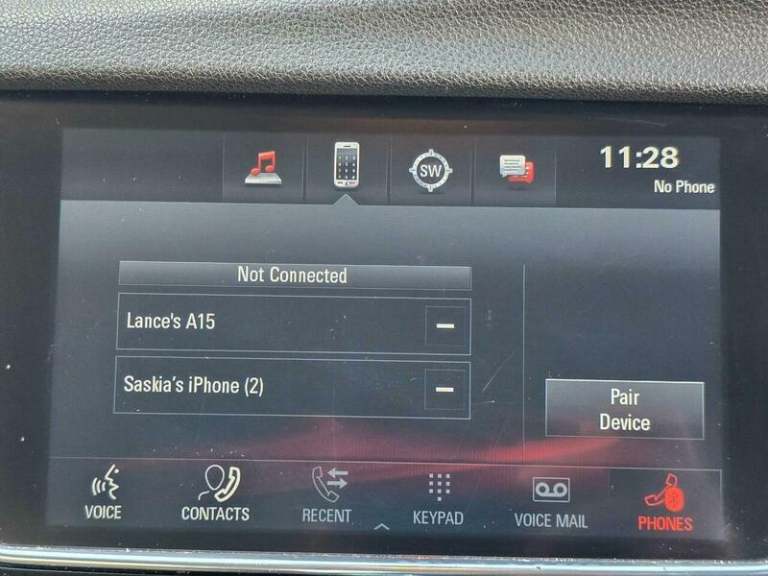 SW
11:28
No Phone
Not Connected
Lance's A15
Saskia's iPhone (2)
Pair
Device
VOICE
CONTACTS
RECENT
KEYPAD
VOICE MAIL
PHONES